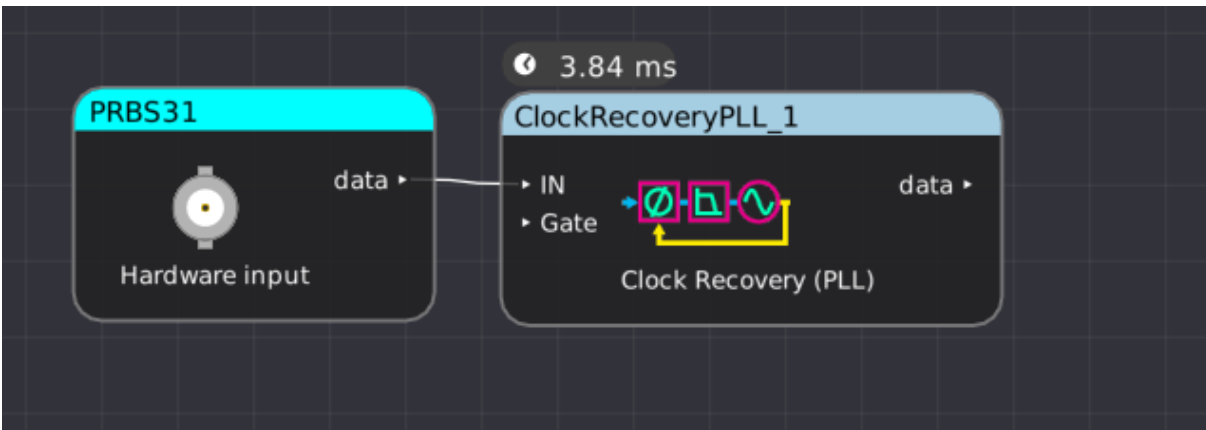 3.84 ms
PRBS31
ClockRecoveryPLL_1
data
IN
data
Gate
Hardware input
Clock Recovery (PLL)